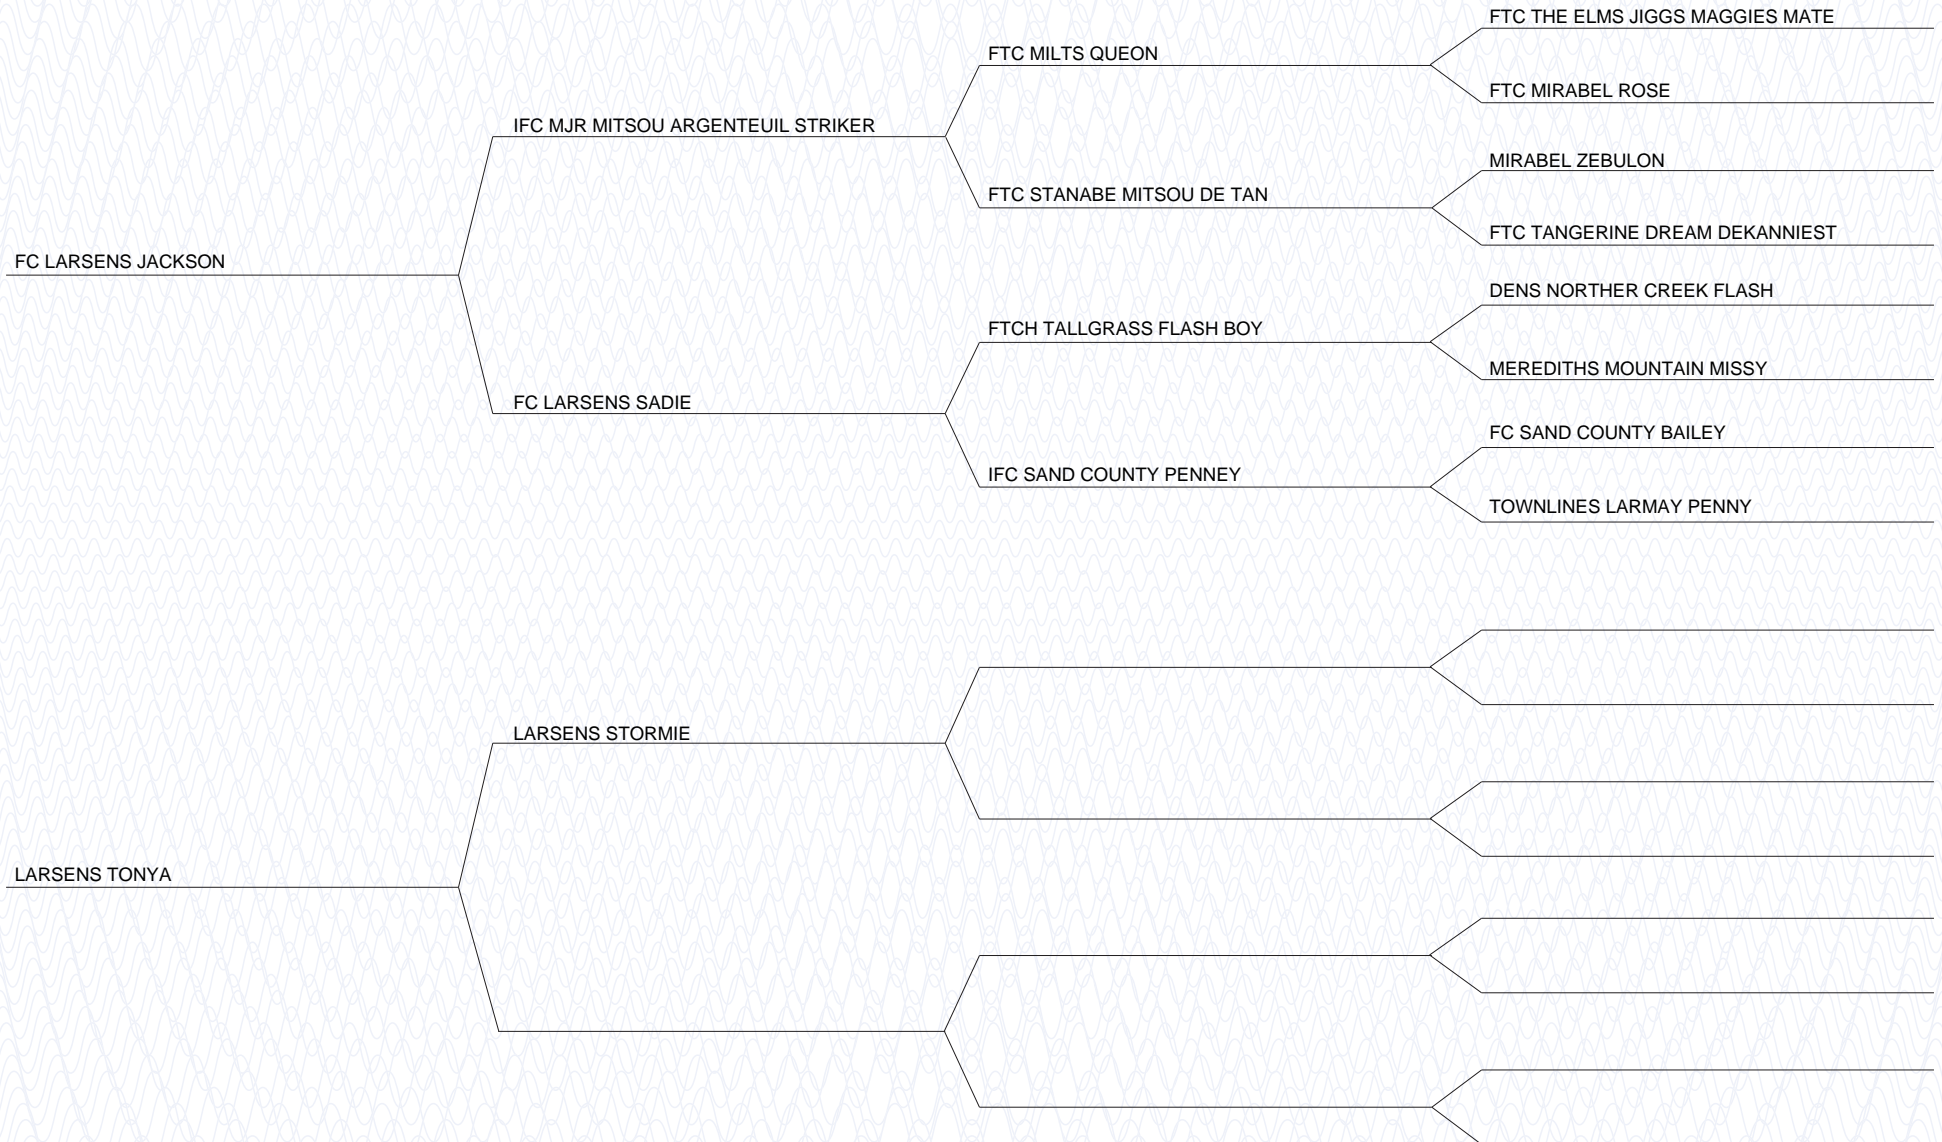 FTC THE ELMS JIGGS MAGGIES MATE
FTC MILTS QUEON
FTC MIRABEL ROSE
IFC MJR MITSOU ARGENTEUIL STRIKER
MIRABEL ZEBULON
FTC STANABE MITSOU DE TAN
FTC TANGERINE DREAM DEKANNIEST
FC LARSENS JACKSON
DENS NORTHER CREEK FLASH
FTCH TALLGRASS FLASH BOY
MEREDITHS MOUNTAIN MISSY
FC LARSENS SADIE
FC SAND COUNTY BAILEY
IFC SAND COUNTY PENNEY
TOWNLINES LARMAY PENNY
LARSENS STORMIE
LARSENS TONYA